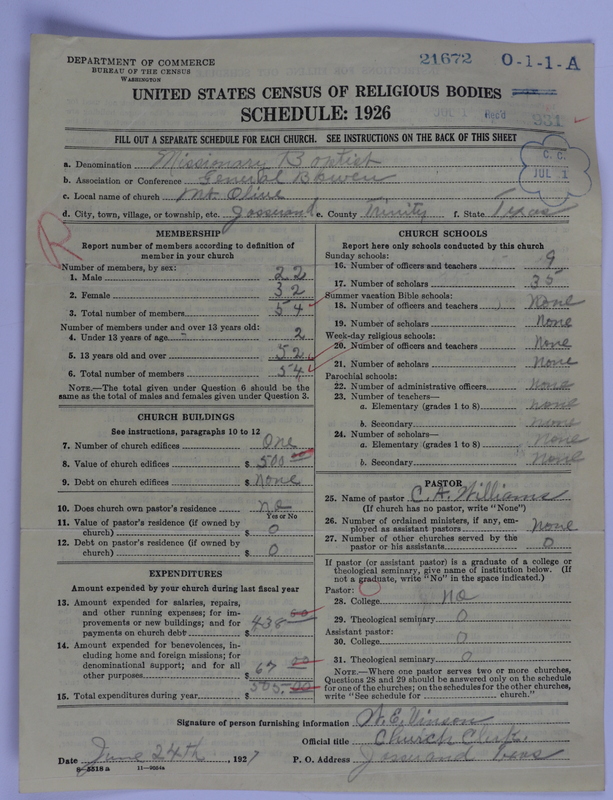 DEPARTMENT OF COMMERCE
BUREAU OF THE CENSUS
WASHINGTON
21672 O-1-1-A
UNITED STATES CENSUS OF RELIGIOUS BODIES
SCHEDULE: 1926
Rec'd
931
FILL OUT A SEPARATE SCHEDULE FOR EACH CHURCH. SEE INSTRUCTIONS ON THE BACK OF THIS SHEET
C. C.
JUL 1
a. Denomination Missionary Baptist
b. Association or Conference General Bowen
c. Local name of church Mt Olive
d. City, town, village, or township, etc. Josserand e. County Trinity f. State Texas
R
MEMBERSHIP
Report number of members according to definition of
member in your church
Number of members, by sex:
1. Male 22
2. Female 32
3. Total number of members 54
Number of members under and over 13 years old:
4. Under 13 years of age 2
5. 13 years old and over 52
6. Total number of members 54
NOTE.—The total given under Question 6 should be the
same as the total of males and females given under Question 3.
CHURCH BUILDINGS
See instructions, paragraphs 10 to 12
7. Number of church edifices One
8. Value of church edifices $ 500 00
9. Debt on church edifices $ None
10. Does church own pastor's residence no
Yes or No
11. Value of pastor's residence (if owned by
church) $ 0
12. Debt on pastor's residence (if owned by
church) $ 0
EXPENDITURES
Amount expended by your church during last fiscal year
13. Amount expended for salaries, repairs,
and other running expenses; for im-
provements or new buildings; and for
payments on church debt $ 438 00
14. Amount expended for benevolences, in-
cluding home and foreign missions; for
denominational support; and for all
other purposes $ 67 00
15. Total expenditures during year $ 505.00
CHURCH SCHOOLS
Report here only schools conducted by this church
Sunday schools:
16. Number of officers and teachers 9
17. Number of scholars 35
Summer vacation Bible schools:
18. Number of officers and teachers None
19. Number of scholars None
Week-day religious schools:
20. Number of officers and teachers None
21. Number of scholars None
Parochial schools:
22. Number of administrative officers None
23. Number of teachers—
a. Elementary (grades 1 to 8) None
b. Secondary None
24. Number of scholars—
a. Elementary (grades 1 to 8) None
b. Secondary None
PASTOR
25. Name of pastor C. A. Williams
(If church has no pastor, write "None")
26. Number of ordained ministers, if any, em-
ployed as assistant pastors None
27. Number of other churches served by the
pastor or his assistants 0
If pastor (or assistant pastor) is a graduate of a college or
theological seminary, give name of institution below. (If
not a graduate, write "No" in the space indicated.)
Pastor:
28. College No
29. Theological seminary 0
Assistant pastor:
30. College 0
31. Theological seminary 0
NOTE.—Where one pastor serves two or more churches,
Questions 28 and 29 should be answered only on the schedule
for one of the churches; on the schedules for the other churches,
write "See schedule for church."
Signature of person furnishing information W. E. Vinson
Official title Church Clerk
Date June 24th, 1927 P. O. Address Josserand Texas
8—5518 a 11—9664a